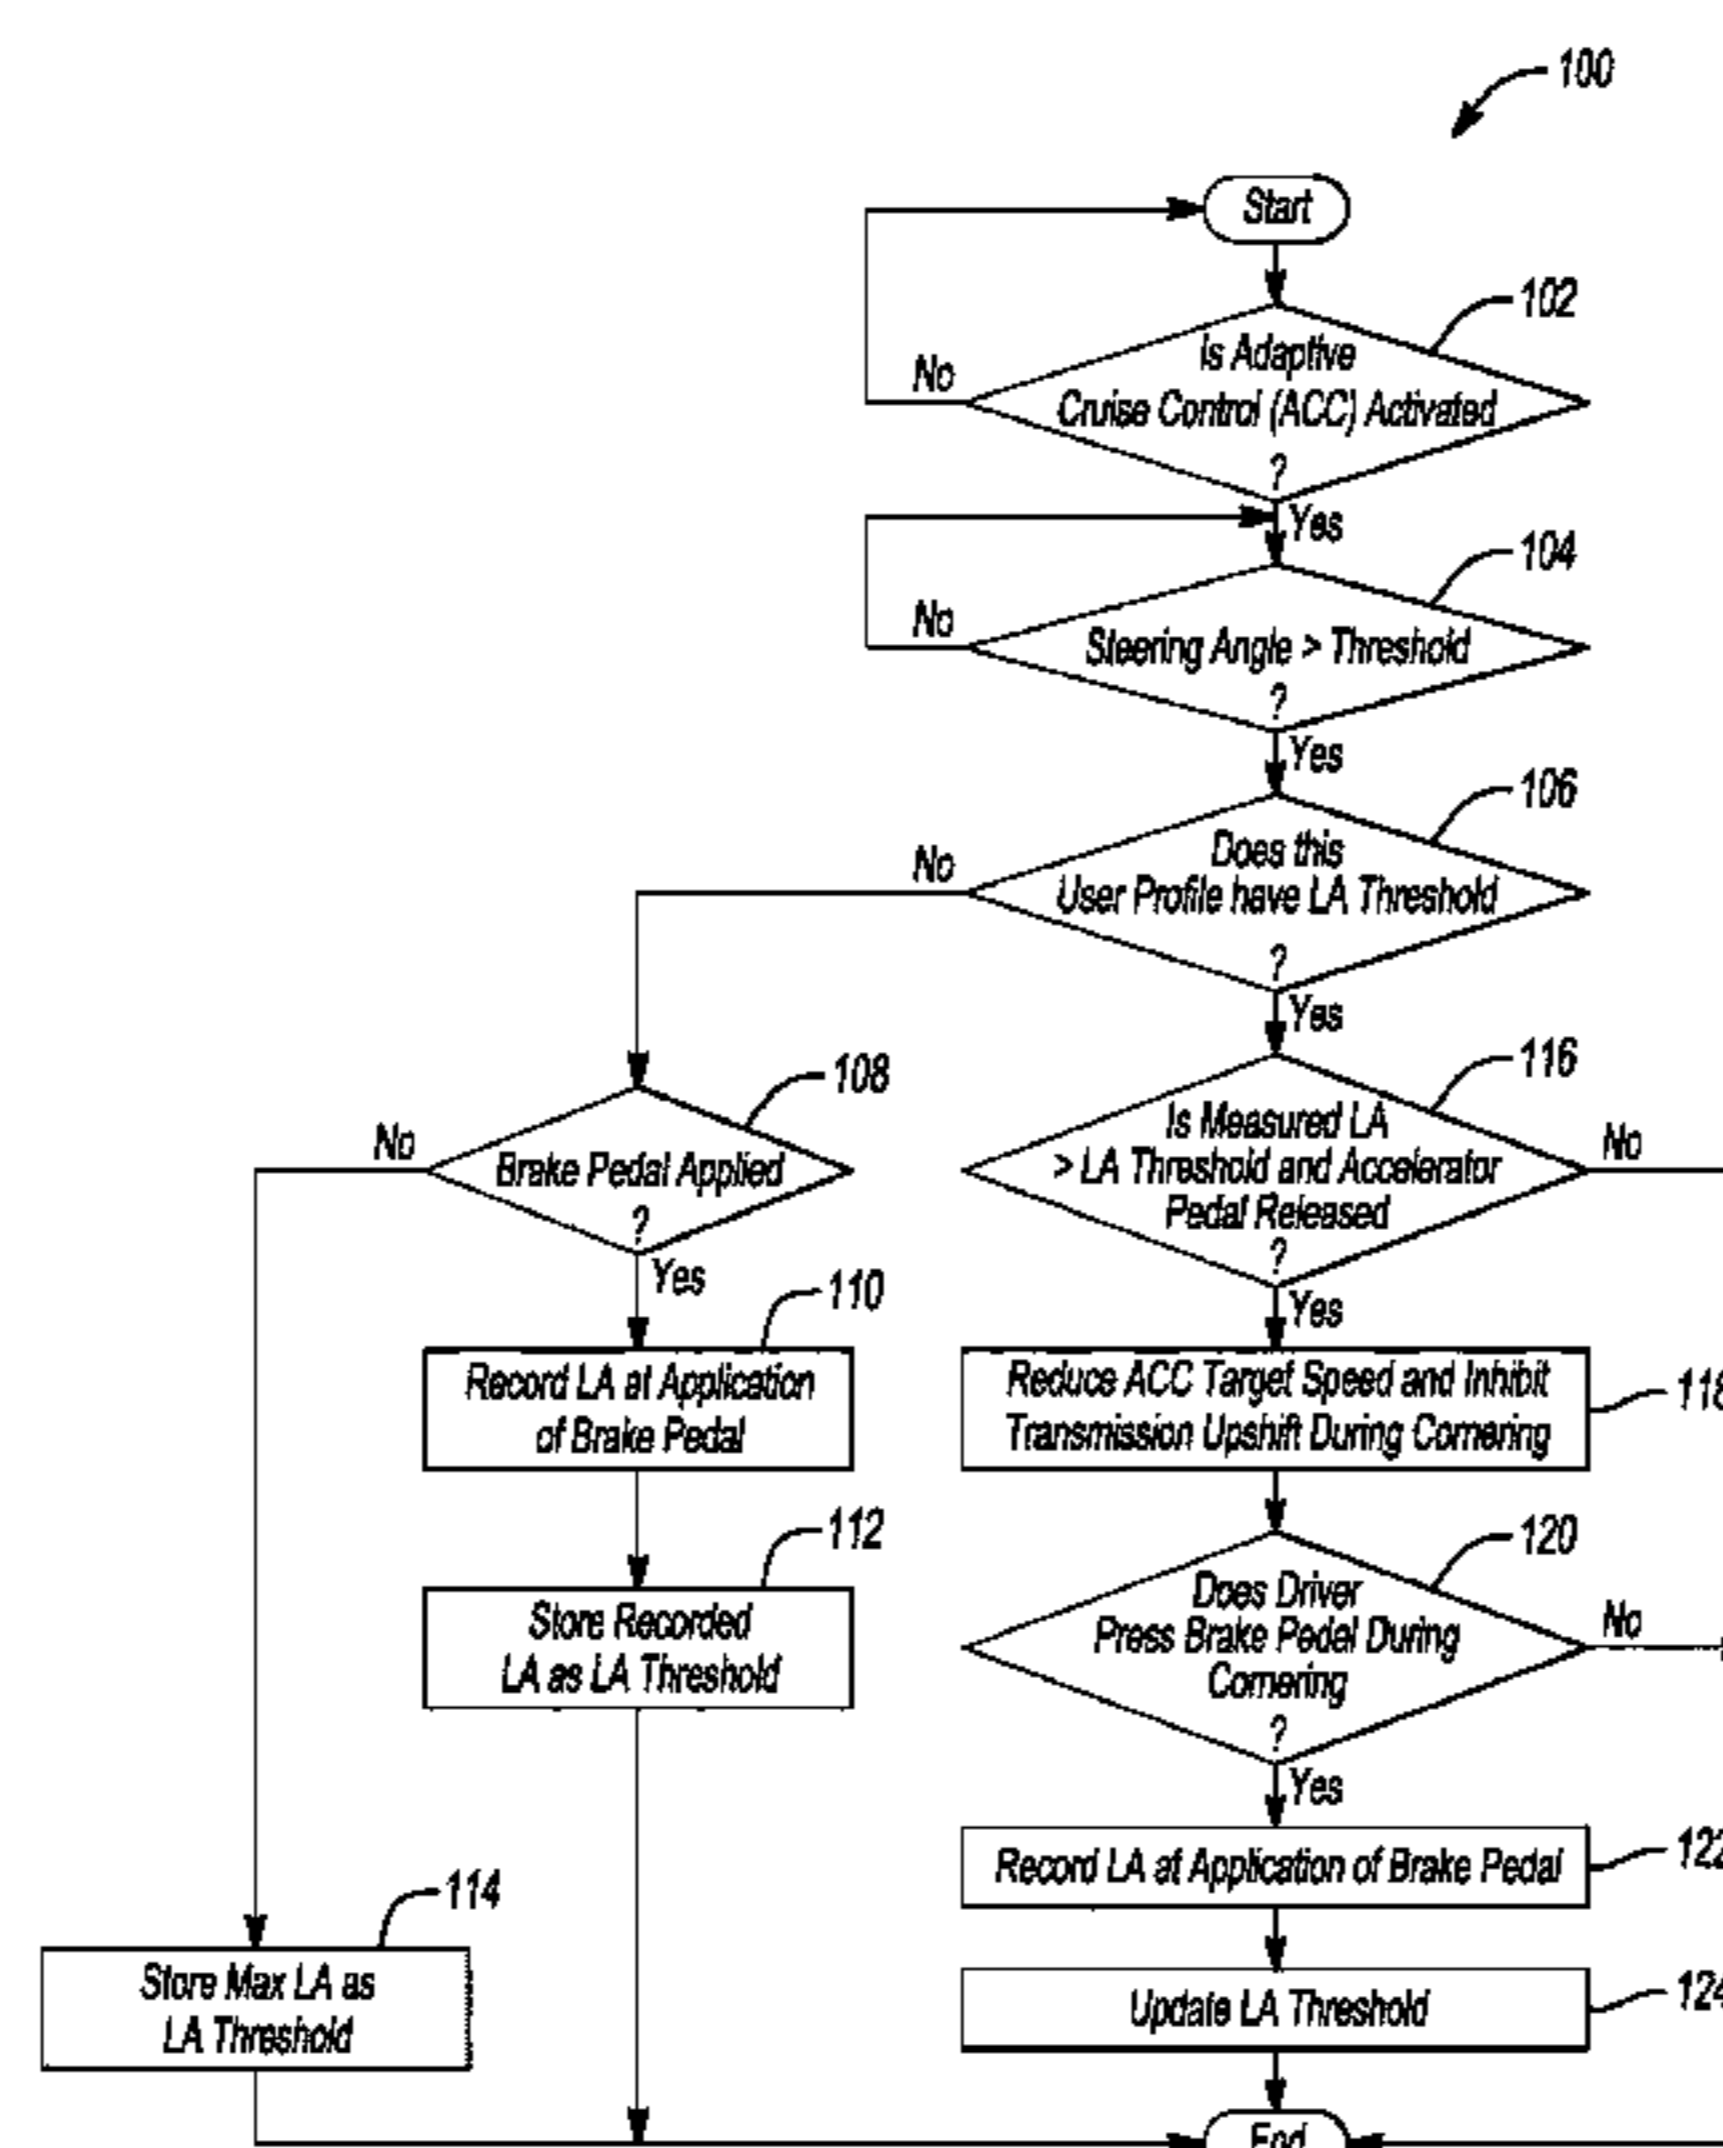 100
Start
102
Is Adaptive
Cruise Control (ACC) Activated
?
No
Yes
104
Steering Angle > Threshold
?
No
Yes
106
Does this
User Profile have LA Threshold
?
No
Yes
108
Brake Pedal Applied
?
No
Yes
110
Record LA at Application
of Brake Pedal
112
Store Recorded
LA as LA Threshold
114
Store Max LA as
LA Threshold
116
Is Measured LA
> LA Threshold and Accelerator
Pedal Released
?
No
Yes
Reduce ACC Target Speed and Inhibit
Transmission Upshift During Cornering
118
120
Does Driver
Press Brake Pedal During
Cornering
?
No
Yes
Record LA at Application of Brake Pedal
122
Update LA Threshold
124
End